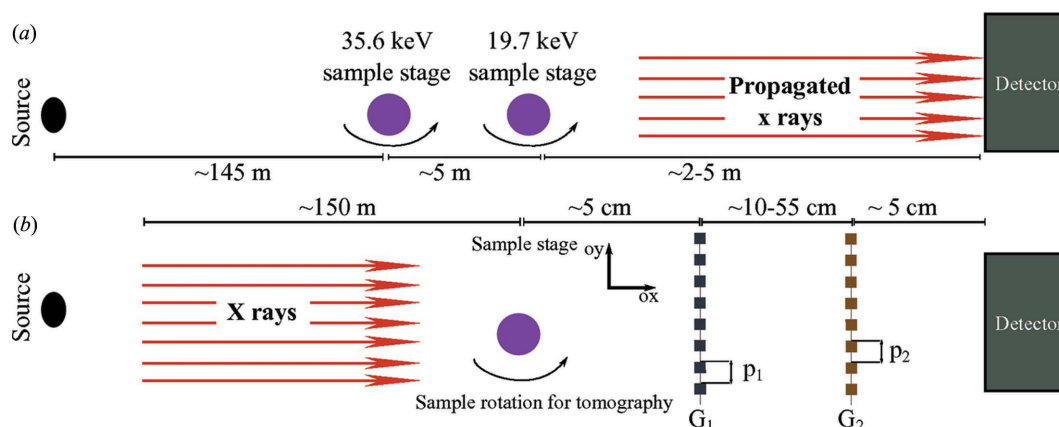 (a)
35.6 keV
sample stage
19.7 keV
sample stage
Source
Propagated
x rays
Detector
~145 m
~5 m
~2-5 m
(b)
~150 m
~5 cm
~10-55 cm
~ 5 cm
Sample stage
oy
ox
Source
X rays
Detector
p1
p2
Sample rotation for tomography
G1
G2